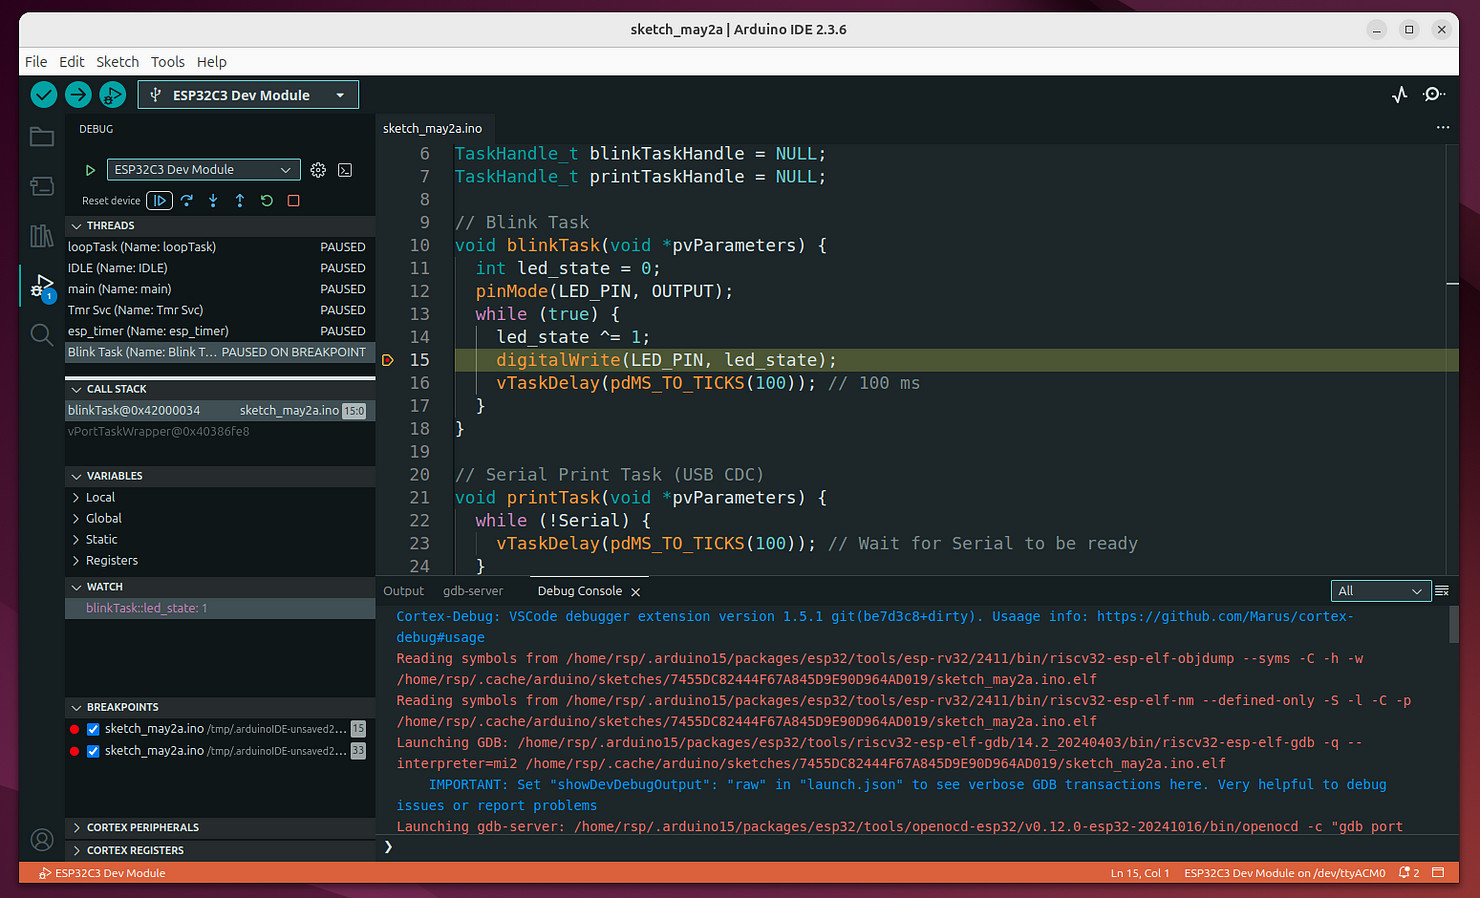 sketch_may2a | Arduino IDE 2.3.6
File Edit Sketch Tools Help
ESP32C3 Dev Module
DEBUG
ESP32C3 Dev Module
Reset device
THREADS
loopTask (Name: loopTask) PAUSED
IDLE (Name: IDLE) PAUSED
main (Name: main) PAUSED
Tmr Svc (Name: Tmr Svc) PAUSED
esp_timer (Name: esp_timer) PAUSED
Blink Task (Name: Blink T... PAUSED ON BREAKPOINT
CALL STACK
blinkTask@0x42000034 sketch_may2a.ino 15:0
vPortTaskWrapper@0x40386fe8
VARIABLES
Local
Global
Static
Registers
WATCH
blinkTask::led_state: 1
BREAKPOINTS
sketch_may2a.ino /tmp/.arduinoIDE-unsaved2... 15
sketch_may2a.ino /tmp/.arduinoIDE-unsaved2... 33
CORTEX PERIPHERALS
CORTEX REGISTERS
1
sketch_may2a.ino
6 TaskHandle_t blinkTaskHandle = NULL;
7 TaskHandle_t printTaskHandle = NULL;
8
9 // Blink Task
10 void blinkTask(void *pvParameters) {
11 int led_state = 0;
12 pinMode(LED_PIN, OUTPUT);
13 while (true) {
14 led_state ^= 1;
15 digitalWrite(LED_PIN, led_state);
16 vTaskDelay(pdMS_TO_TICKS(100)); // 100 ms
17 }
18 }
19
20 // Serial Print Task (USB CDC)
21 void printTask(void *pvParameters) {
22 while (!Serial) {
23 vTaskDelay(pdMS_TO_TICKS(100)); // Wait for Serial to be ready
24 }
Output gdb-server Debug Console All
Cortex-Debug: VSCode debugger extension version 1.5.1 git(be7d3c8+dirty). Usaage info: https://github.com/Marus/cortex-
debug#usage
Reading symbols from /home/rsp/.arduino15/packages/esp32/tools/esp-rv32/2411/bin/riscv32-esp-elf-objdump --syms -C -h -w
/home/rsp/.cache/arduino/sketches/7455DC82444F67A845D9E90D964AD019/sketch_may2a.ino.elf
Reading symbols from /home/rsp/.arduino15/packages/esp32/tools/esp-rv32/2411/bin/riscv32-esp-elf-nm --defined-only -S -l -C -p
/home/rsp/.cache/arduino/sketches/7455DC82444F67A845D9E90D964AD019/sketch_may2a.ino.elf
Launching GDB: /home/rsp/.arduino15/packages/esp32/tools/riscv32-esp-elf-gdb/14.2_20240403/bin/riscv32-esp-elf-gdb -q --
interpreter=mi2 /home/rsp/.cache/arduino/sketches/7455DC82444F67A845D9E90D964AD019/sketch_may2a.ino.elf
IMPORTANT: Set "showDevDebugOutput": "raw" in "launch.json" to see verbose GDB transactions here. Very helpful to debug
issues or report problems
Launching gdb-server: /home/rsp/.arduino15/packages/esp32/tools/openocd-esp32/v0.12.0-esp32-20241016/bin/openocd -c "gdb port
❯
ESP32C3 Dev Module Ln 15, Col 1 ESP32C3 Dev Module on /dev/ttyACM0 2